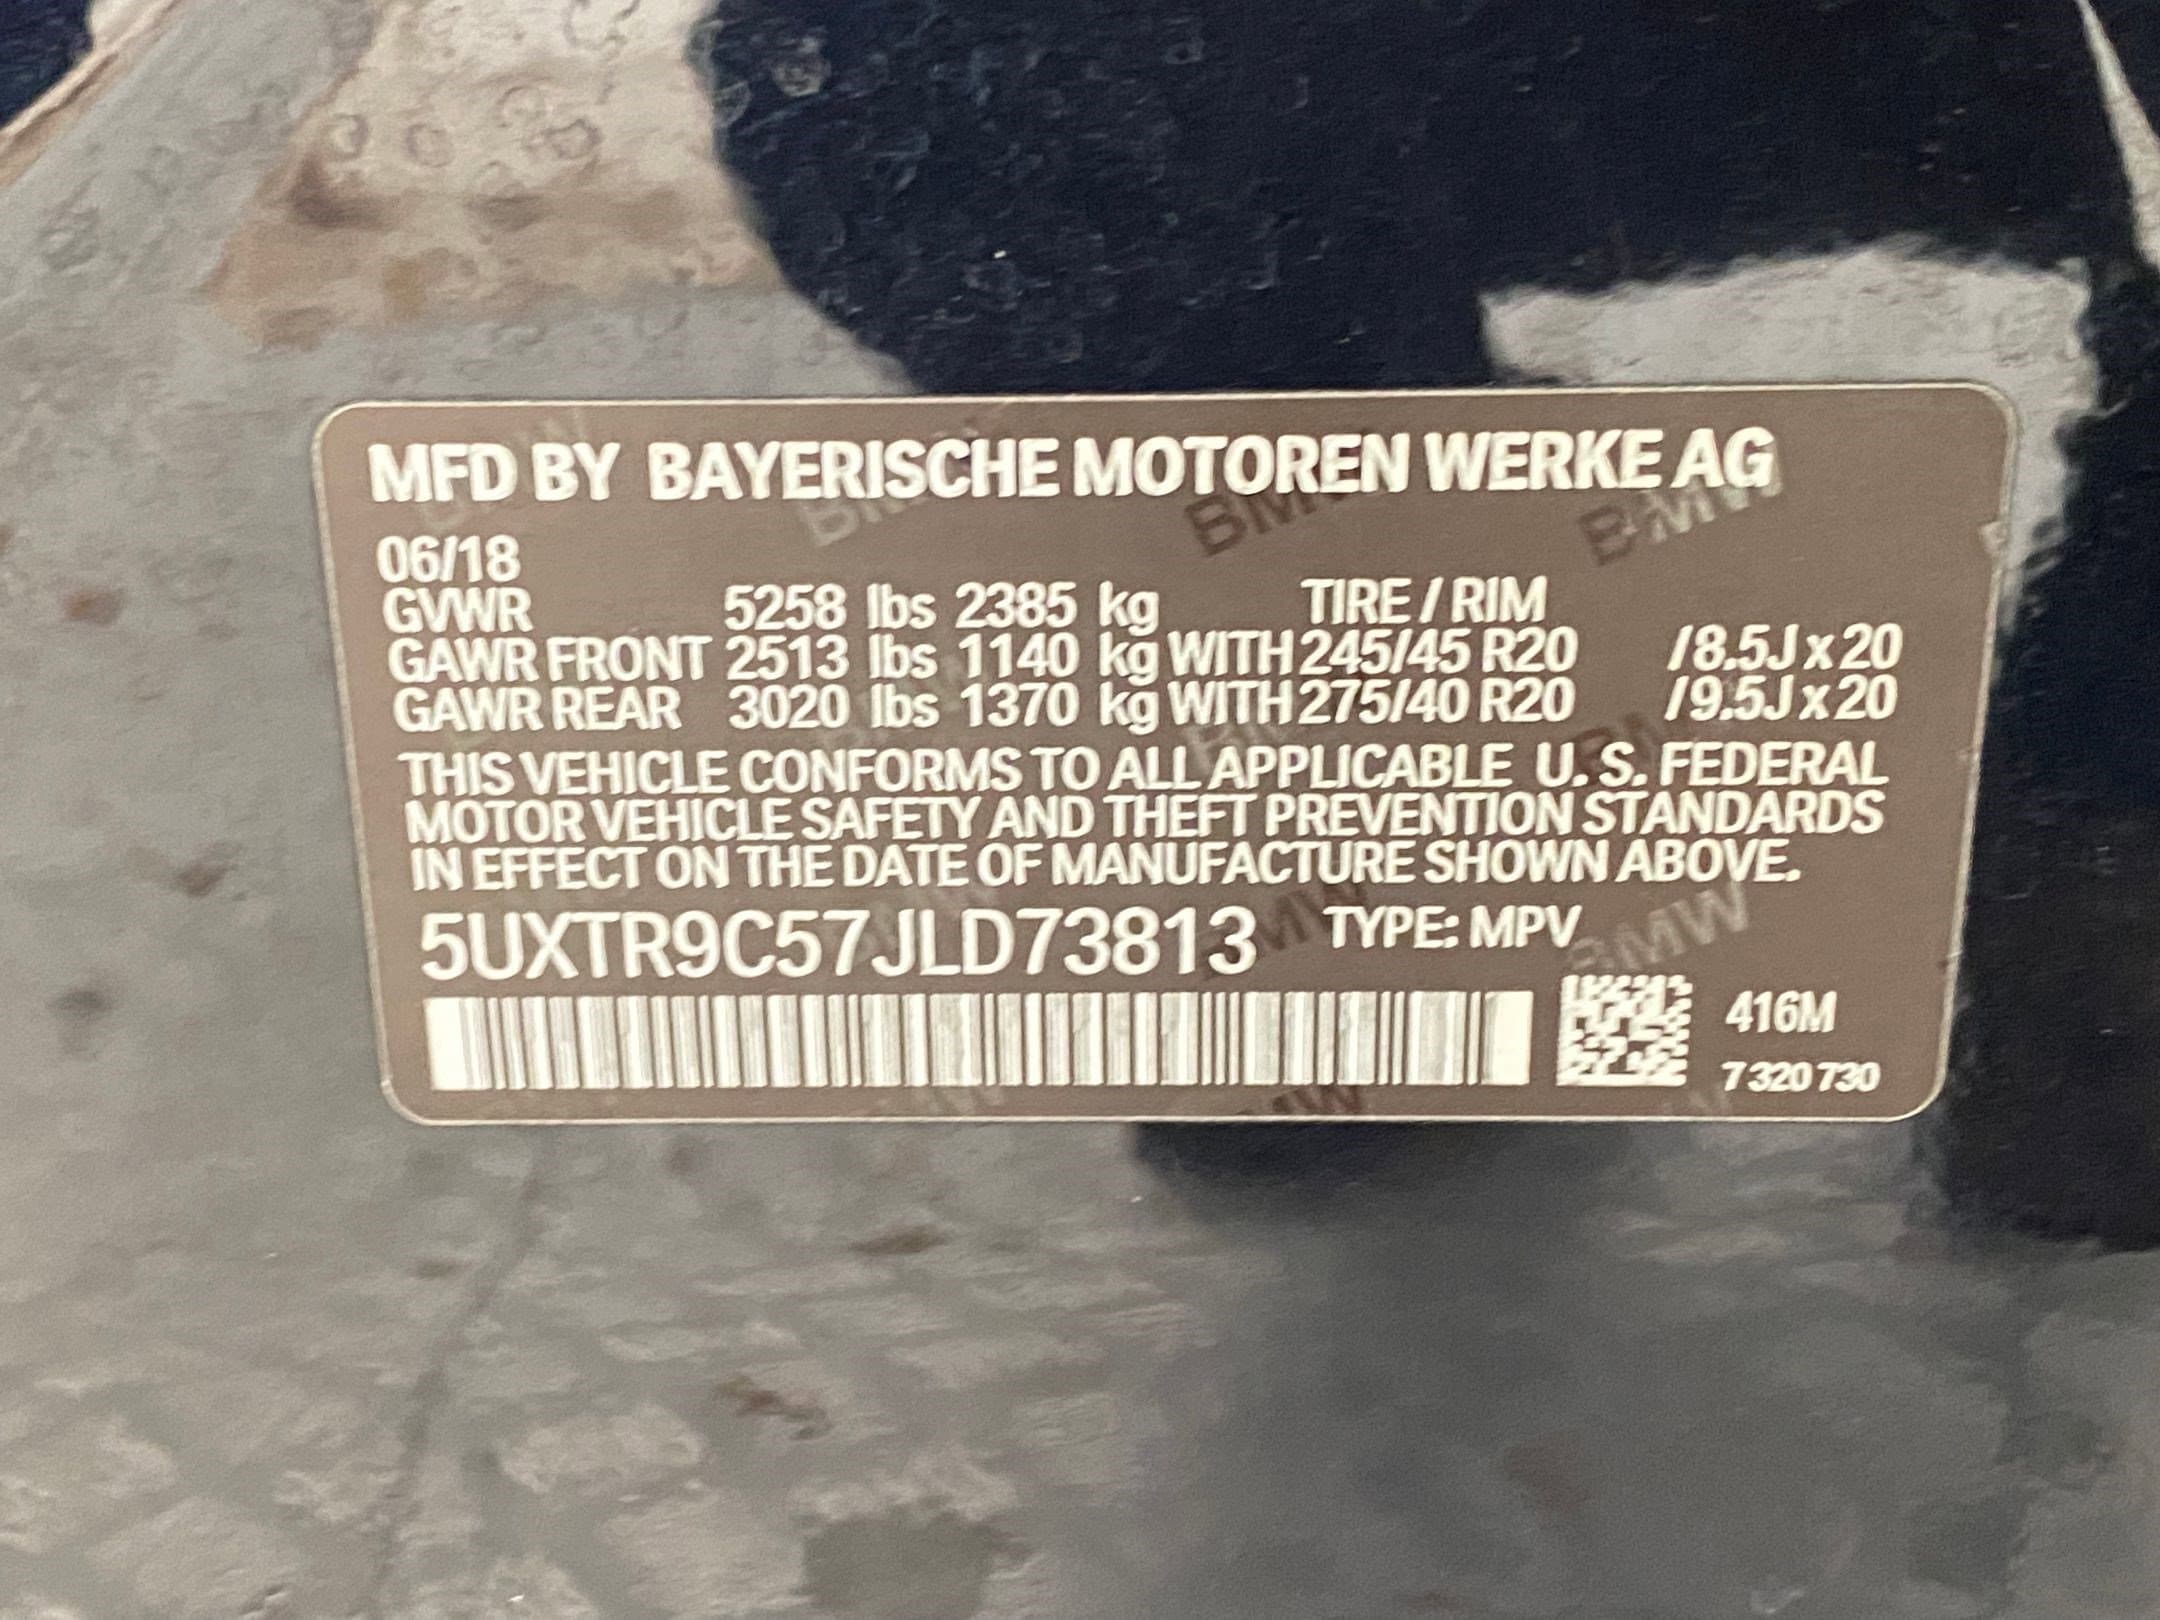 MFD BY BAYERISCHE MOTOREN WERKE AG
06/18
GVWR 5258 lbs 2385 kg TIRE / RIM
GAWR FRONT 2513 lbs 1140 kg WITH 245/45 R20 /8.5J x 20
GAWR REAR 3020 lbs 1370 kg WITH 275/40 R20 /9.5J x 20
THIS VEHICLE CONFORMS TO ALL APPLICABLE U. S. FEDERAL
MOTOR VEHICLE SAFETY AND THEFT PREVENTION STANDARDS
IN EFFECT ON THE DATE OF MANUFACTURE SHOWN ABOVE.
5UXTR9C57JLD73813 TYPE: MPV
416M
7 320 730